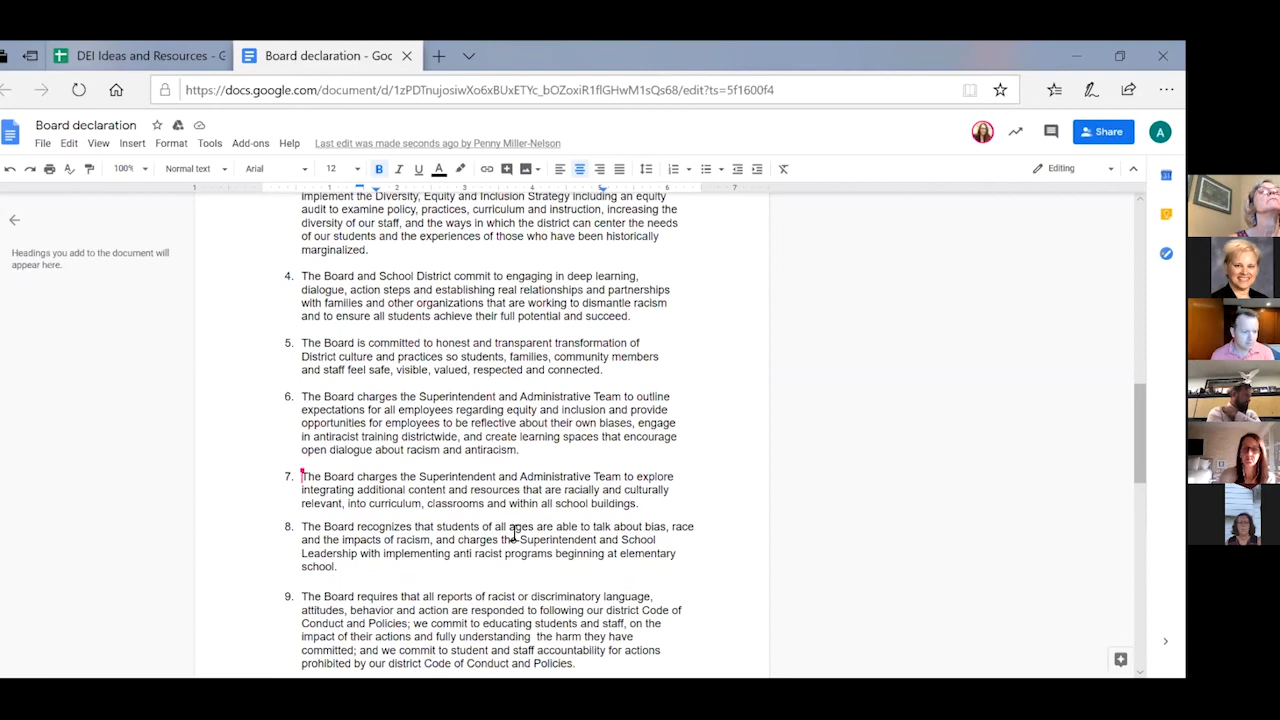 DEI Ideas and Resources - G
Board declaration - Goo
https://docs.google.com/document/d/1zPDTnujosiwXo6xBUxETYc_bOZoxiR1flGHwM1sQs68/edit?ts=5f1600f4
Board declaration
File Edit View Insert Format Tools Add-ons Help Last edit was made seconds ago by Penny Miller-Nelson
Share
A
100% Normal text Arial 12 B I U A Editing
1 1 2 3 4 5 6 7
Headings you add to the document will
appear here.
implement the Diversity, Equity and Inclusion Strategy including an equity
audit to examine policy, practices, curriculum and instruction, increasing the
diversity of our staff, and the ways in which the district can center the needs
of our students and the experiences of those who have been historically
marginalized.
4. The Board and School District commit to engaging in deep learning,
dialogue, action steps and establishing real relationships and partnerships
with families and other organizations that are working to dismantle racism
and to ensure all students achieve their full potential and succeed.
5. The Board is committed to honest and transparent transformation of
District culture and practices so students, families, community members
and staff feel safe, visible, valued, respected and connected.
6. The Board charges the Superintendent and Administrative Team to outline
expectations for all employees regarding equity and inclusion and provide
opportunities for employees to be reflective about their own biases, engage
in antiracist training districtwide, and create learning spaces that encourage
open dialogue about racism and antiracism.
7. The Board charges the Superintendent and Administrative Team to explore
integrating additional content and resources that are racially and culturally
relevant, into curriculum, classrooms and within all school buildings.
8. The Board recognizes that students of all ages are able to talk about bias, race
and the impacts of racism, and charges the Superintendent and School
Leadership with implementing anti racist programs beginning at elementary
school.
9. The Board requires that all reports of racist or discriminatory language,
attitudes, behavior and action are responded to following our district Code of
Conduct and Policies; we commit to educating students and staff, on the
impact of their actions and fully understanding the harm they have
committed; and we commit to student and staff accountability for actions
prohibited by our district Code of Conduct and Policies.